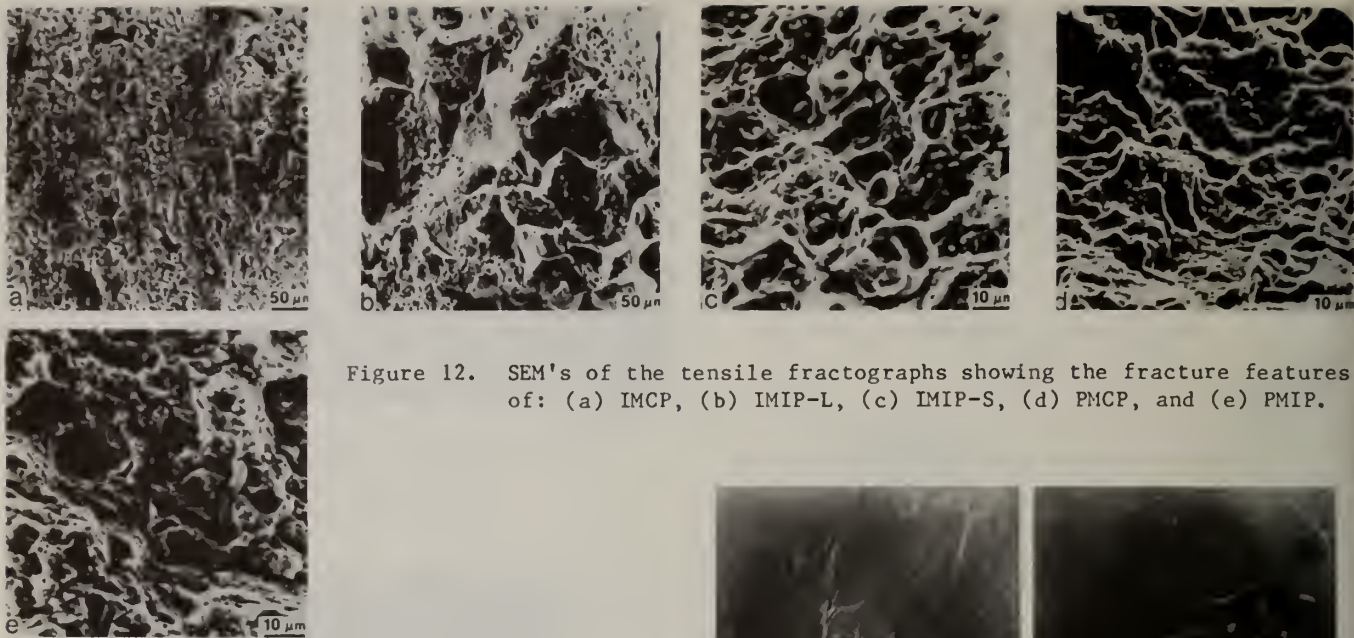 a
50 μm
b
50 μm
c
10 μm
d
10 μm
e
10 μm
Figure 12. SEM's of the tensile fractographs showing the fracture features
of: (a) IMCP, (b) IMIP-L, (c) IMIP-S, (d) PMCP, and (e) PMIP.